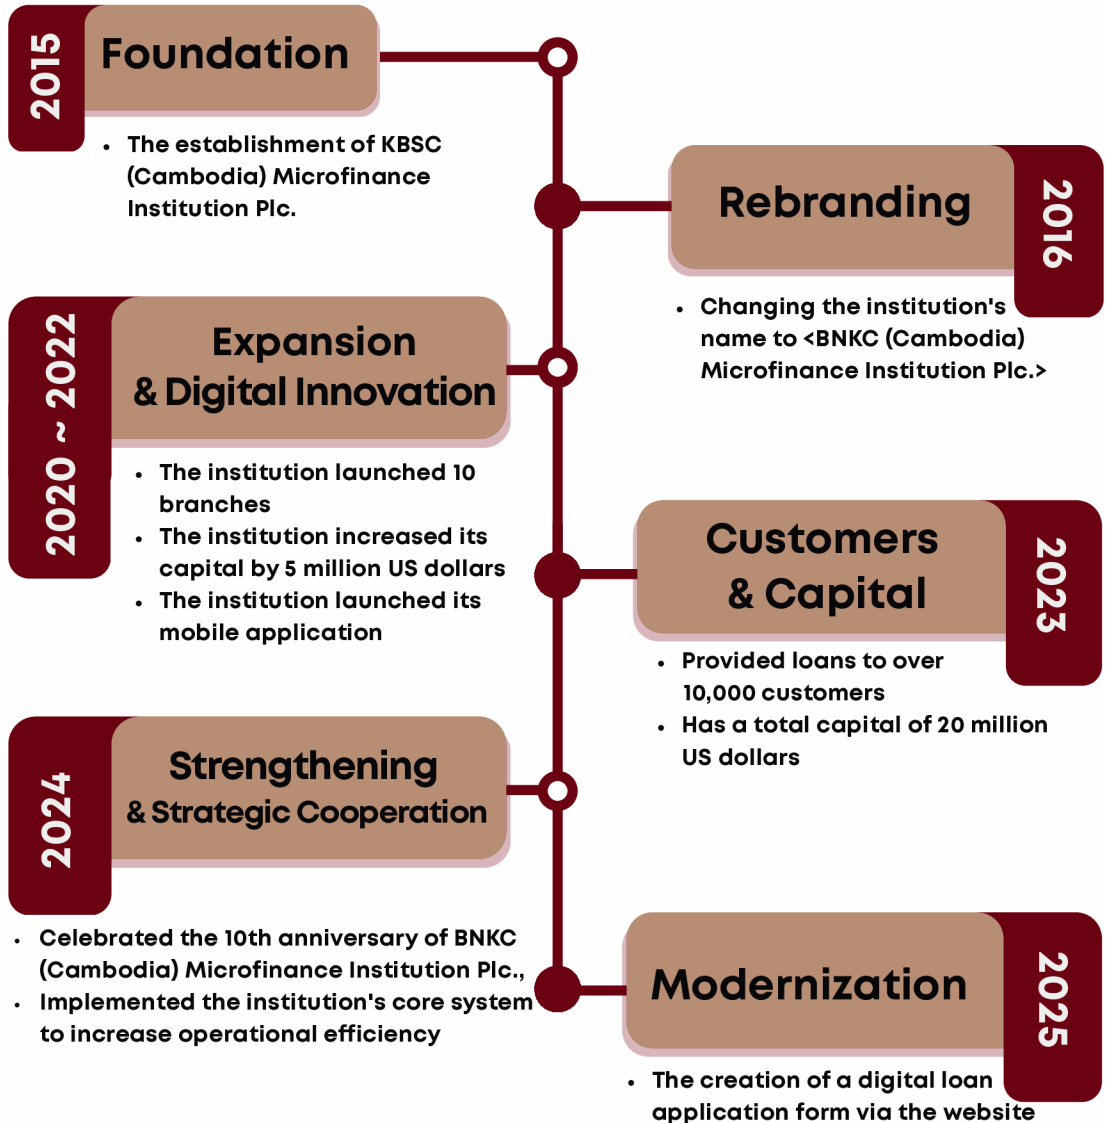 2015
Foundation
• The establishment of KBSC
(Cambodia) Microfinance
Institution Plc.
Rebranding
2016
• Changing the institution's
name to <BNKC (Cambodia)
Microfinance Institution Plc.>
2020 ~ 2022
Expansion
& Digital Innovation
• The institution launched 10
branches
• The institution increased its
capital by 5 million US dollars
• The institution launched its
mobile application
Customers
& Capital
2023
• Provided loans to over
10,000 customers
• Has a total capital of 20 million
US dollars
2024
Strengthening
& Strategic Cooperation
• Celebrated the 10th anniversary of BNKC
(Cambodia) Microfinance Institution Plc.,
• Implemented the institution's core system
to increase operational efficiency
Modernization
2025
• The creation of a digital loan
application form via the website